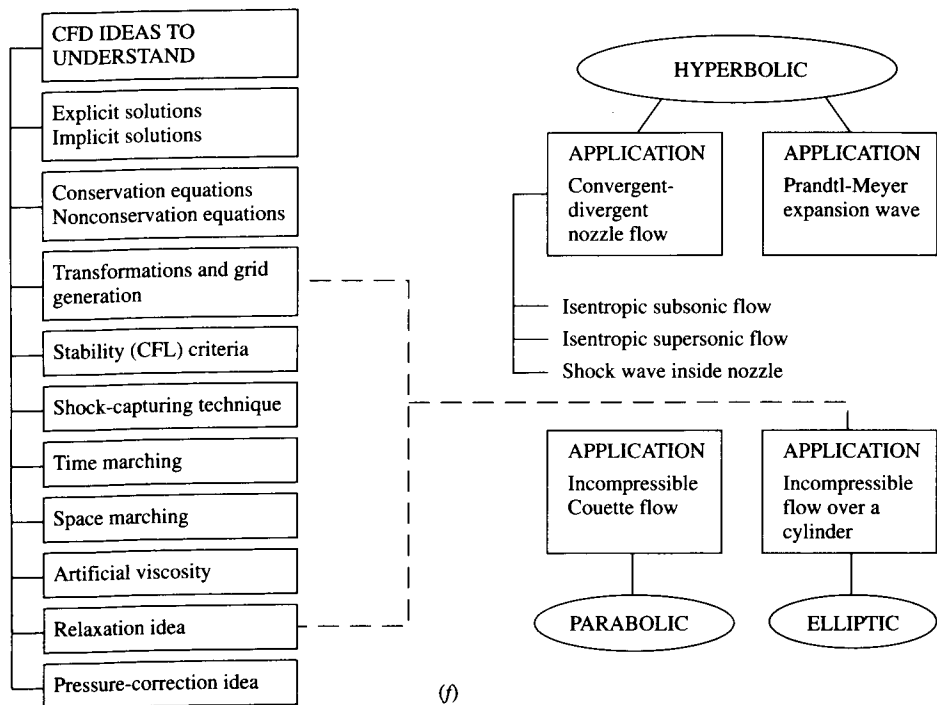 CFD IDEAS TO
UNDERSTAND
Explicit solutions
Implicit solutions
Conservation equations
Nonconservation equations
Transformations and grid
generation
Stability (CFL) criteria
Shock-capturing technique
Time marching
Space marching
Artificial viscosity
Relaxation idea
Pressure-correction idea
HYPERBOLIC
APPLICATION
Convergent-
divergent
nozzle flow
APPLICATION
Prandtl-Meyer
expansion wave
Isentropic subsonic flow
Isentropic supersonic flow
Shock wave inside nozzle
APPLICATION
Incompressible
Couette flow
APPLICATION
Incompressible
flow over a
cylinder
PARABOLIC
ELLIPTIC
(f)